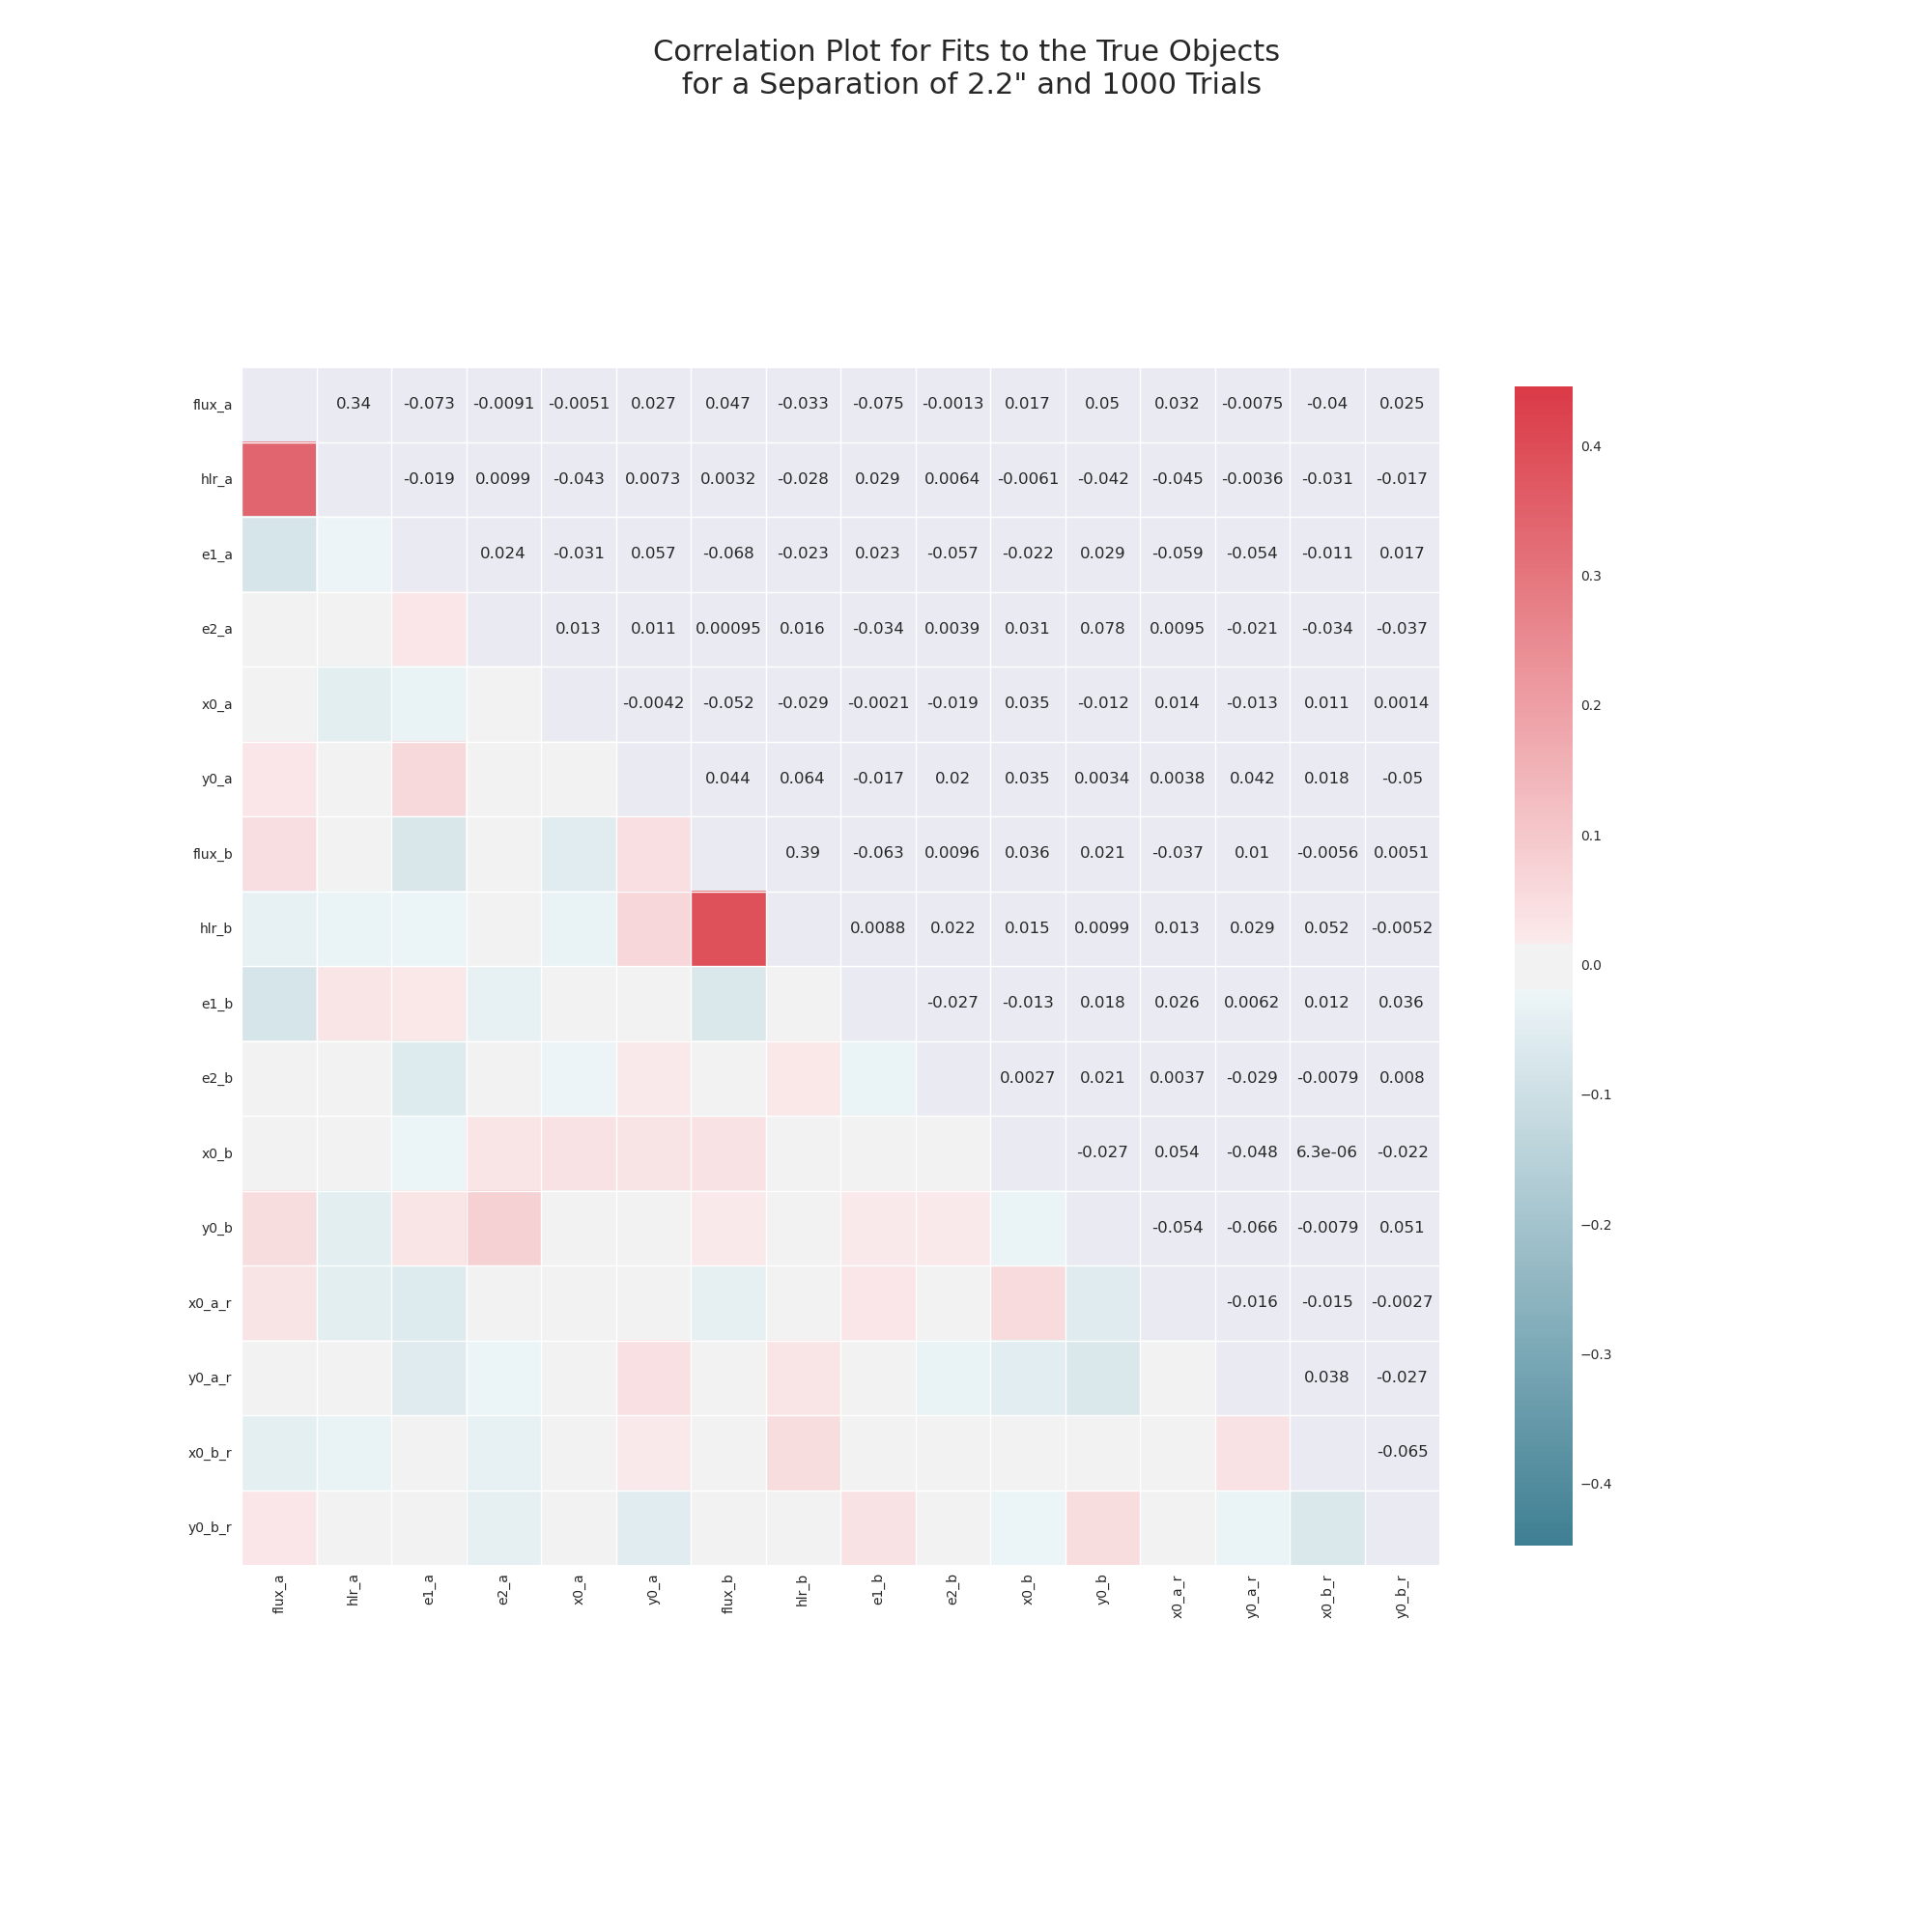 Correlation Plot for Fits to the True Objects
for a Separation of 2.2" and 1000 Trials
flux_a 0.34 -0.073 -0.0091 -0.0051 0.027 0.047 -0.033 -0.075 -0.0013 0.017 0.05 0.032 -0.0075 -0.04 0.025
hlr_a -0.019 0.0099 -0.043 0.0073 0.0032 -0.028 0.029 0.0064 -0.0061 -0.042 -0.045 -0.0036 -0.031 -0.017
e1_a 0.024 -0.031 0.057 -0.068 -0.023 0.023 -0.057 -0.022 0.029 -0.059 -0.054 -0.011 0.017
e2_a 0.013 0.011 0.00095 0.016 -0.034 0.0039 0.031 0.078 0.0095 -0.021 -0.034 -0.037
x0_a -0.0042 -0.052 -0.029 -0.0021 -0.019 0.035 -0.012 0.014 -0.013 0.011 0.0014
y0_a 0.044 0.064 -0.017 0.02 0.035 0.0034 0.0038 0.042 0.018 -0.05
flux_b 0.39 -0.063 0.0096 0.036 0.021 -0.037 0.01 -0.0056 0.0051
hlr_b 0.0088 0.022 0.015 0.0099 0.013 0.029 0.052 -0.0052
e1_b -0.027 -0.013 0.018 0.026 0.0062 0.012 0.036
e2_b 0.0027 0.021 0.0037 -0.029 -0.0079 0.008
x0_b -0.027 0.054 -0.048 6.3e-06 -0.022
y0_b -0.054 -0.066 -0.0079 0.051
x0_a_r -0.016 -0.015 -0.0027
y0_a_r 0.038 -0.027
x0_b_r -0.065
y0_b_r
flux_a hlr_a e1_a e2_a x0_a y0_a flux_b hlr_b e1_b e2_b x0_b y0_b x0_a_r y0_a_r x0_b_r y0_b_r
0.4
0.3
0.2
0.1
0.0
−0.1
−0.2
−0.3
−0.4